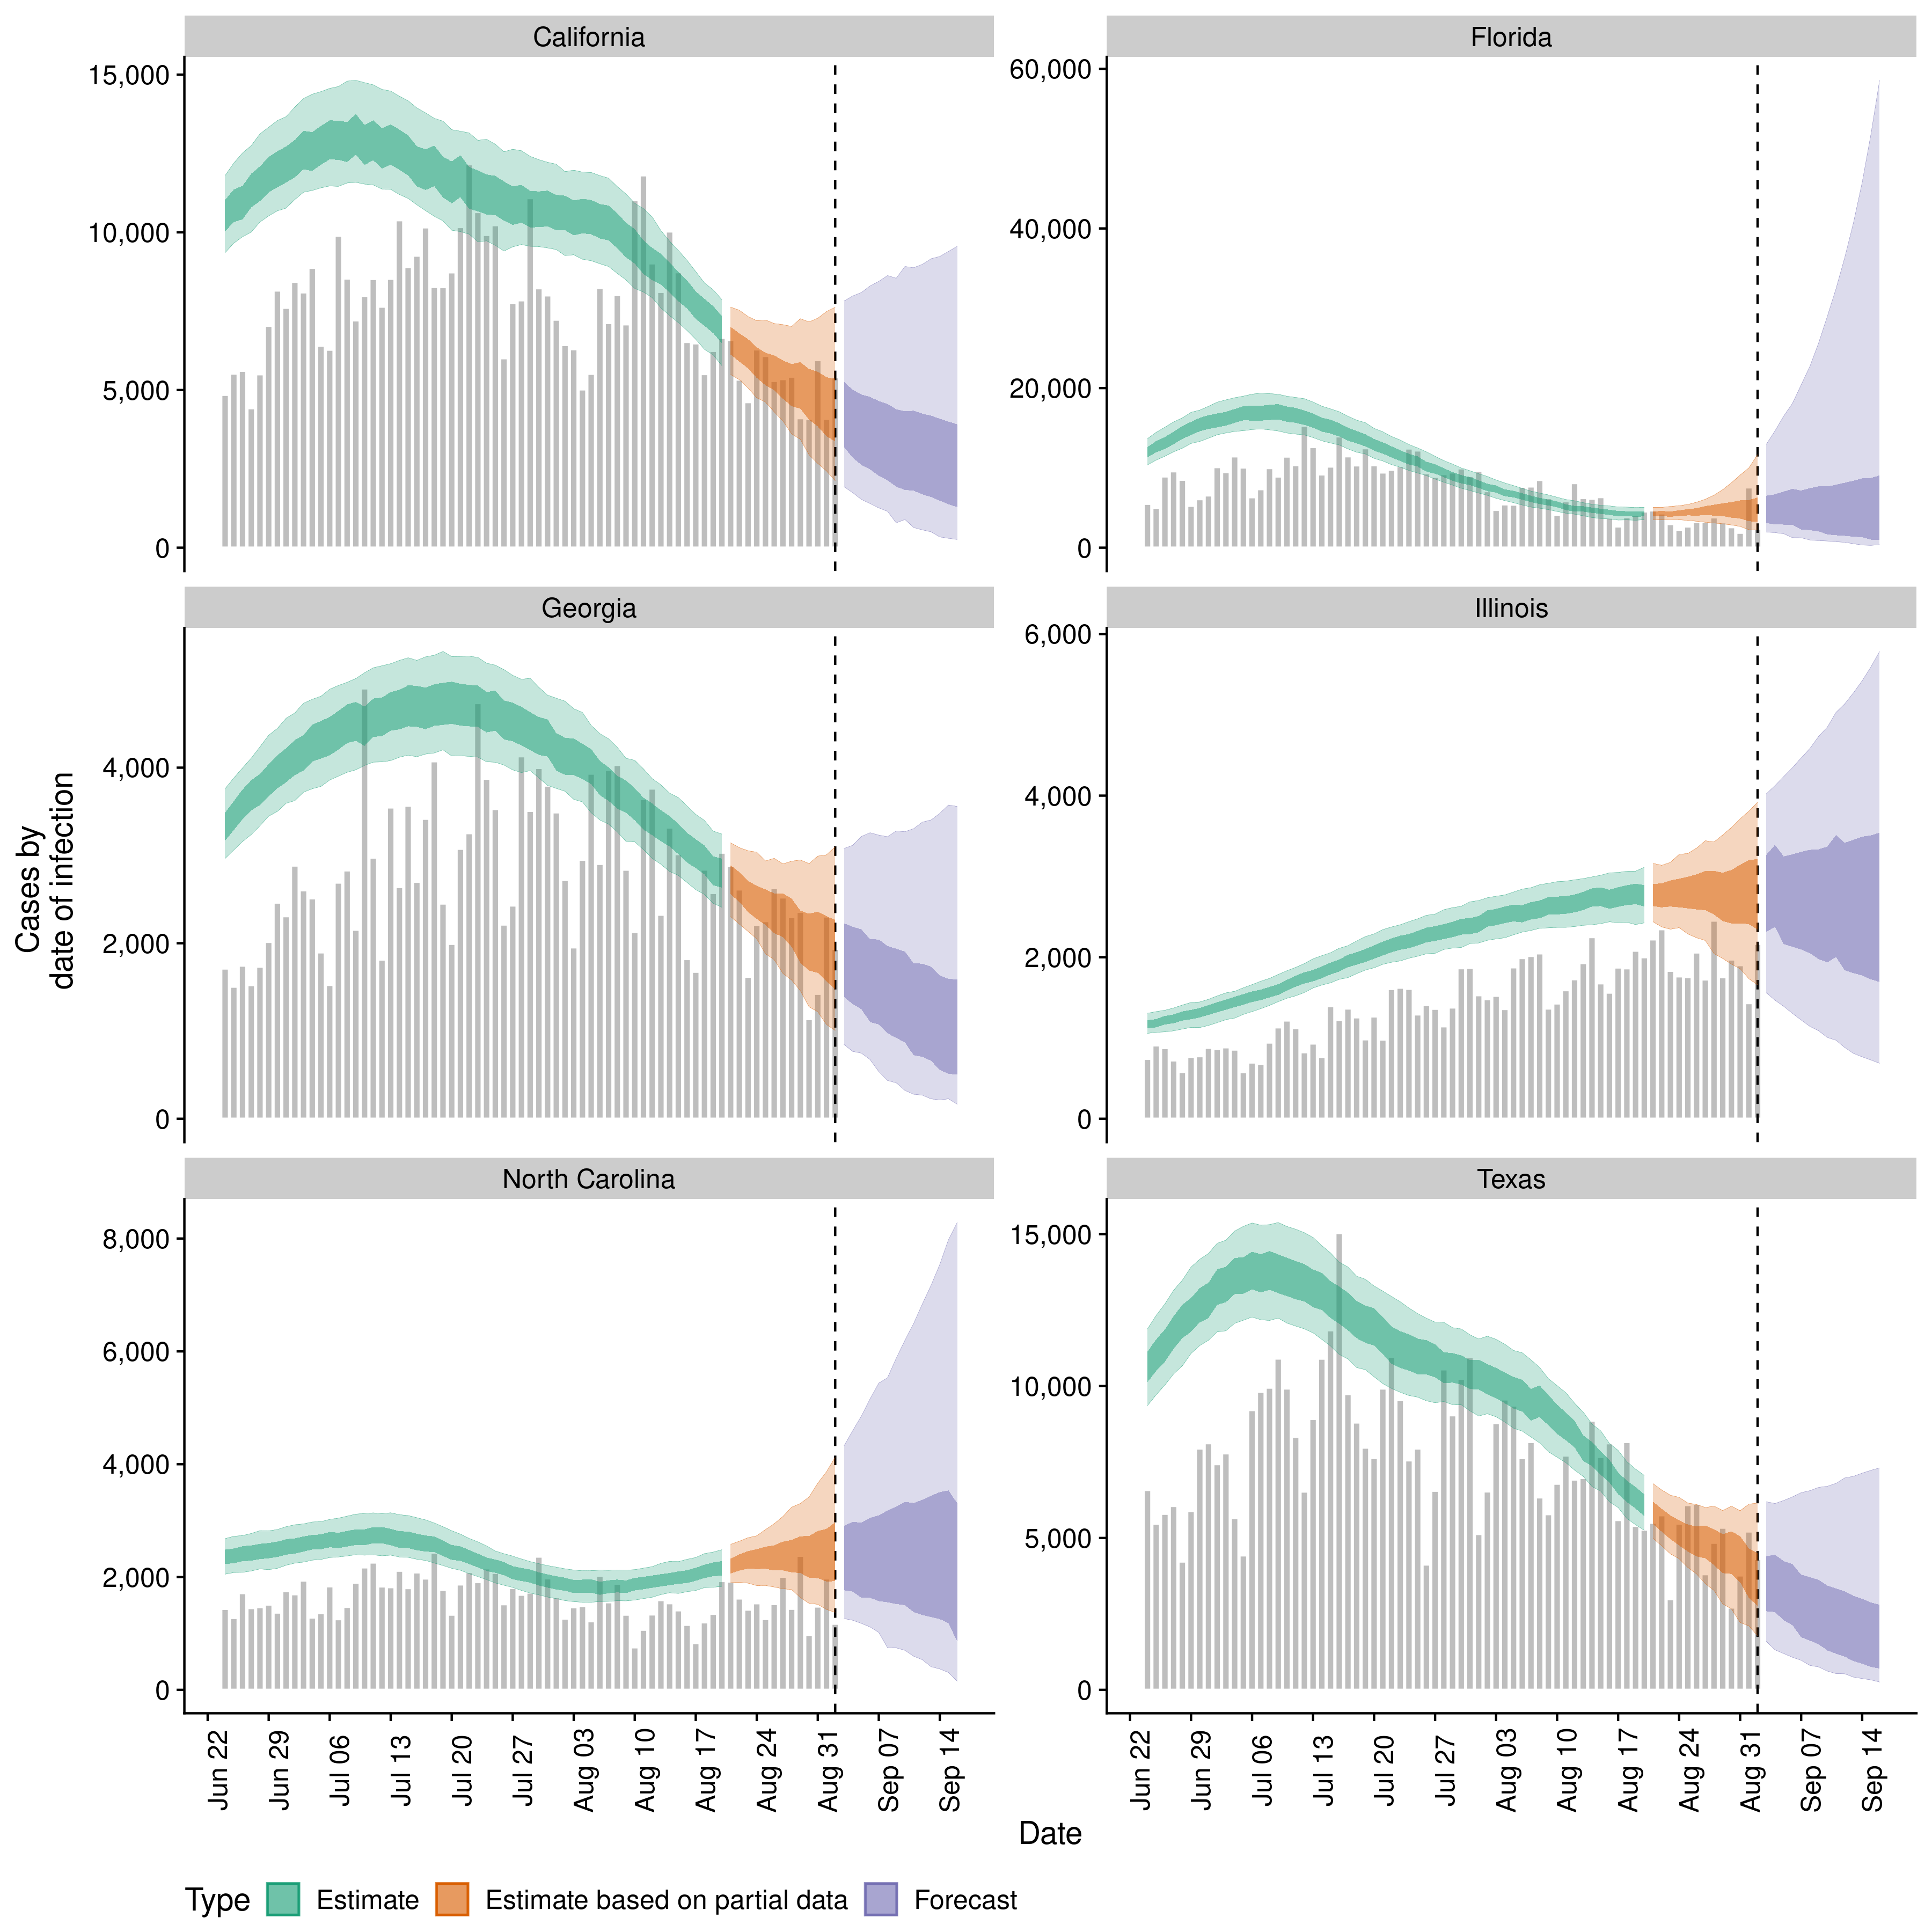 California
Florida
15,000
10,000
5,000
0
60,000
40,000
20,000
0
Georgia
Illinois
4,000
2,000
0
6,000
4,000
2,000
0
North Carolina
Texas
8,000
6,000
4,000
2,000
0
15,000
10,000
5,000
0
Cases by
date of infection
Jun 22
Jun 29
Jul 06
Jul 13
Jul 20
Jul 27
Aug 03
Aug 10
Aug 17
Aug 24
Aug 31
Sep 07
Sep 14
Jun 22
Jun 29
Jul 06
Jul 13
Jul 20
Jul 27
Aug 03
Aug 10
Aug 17
Aug 24
Aug 31
Sep 07
Sep 14
Date
Type Estimate Estimate based on partial data Forecast